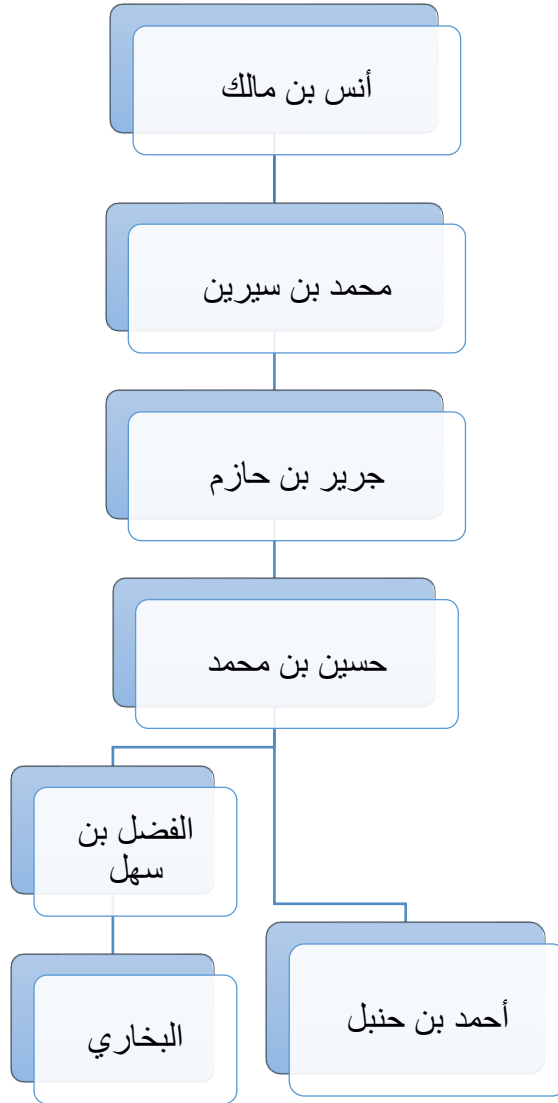 أنس بن مالك
محمد بن سيرين
جرير بن حازم
حسين بن محمد
الفضل بن
سهل
أحمد بن حنبل
البخاري